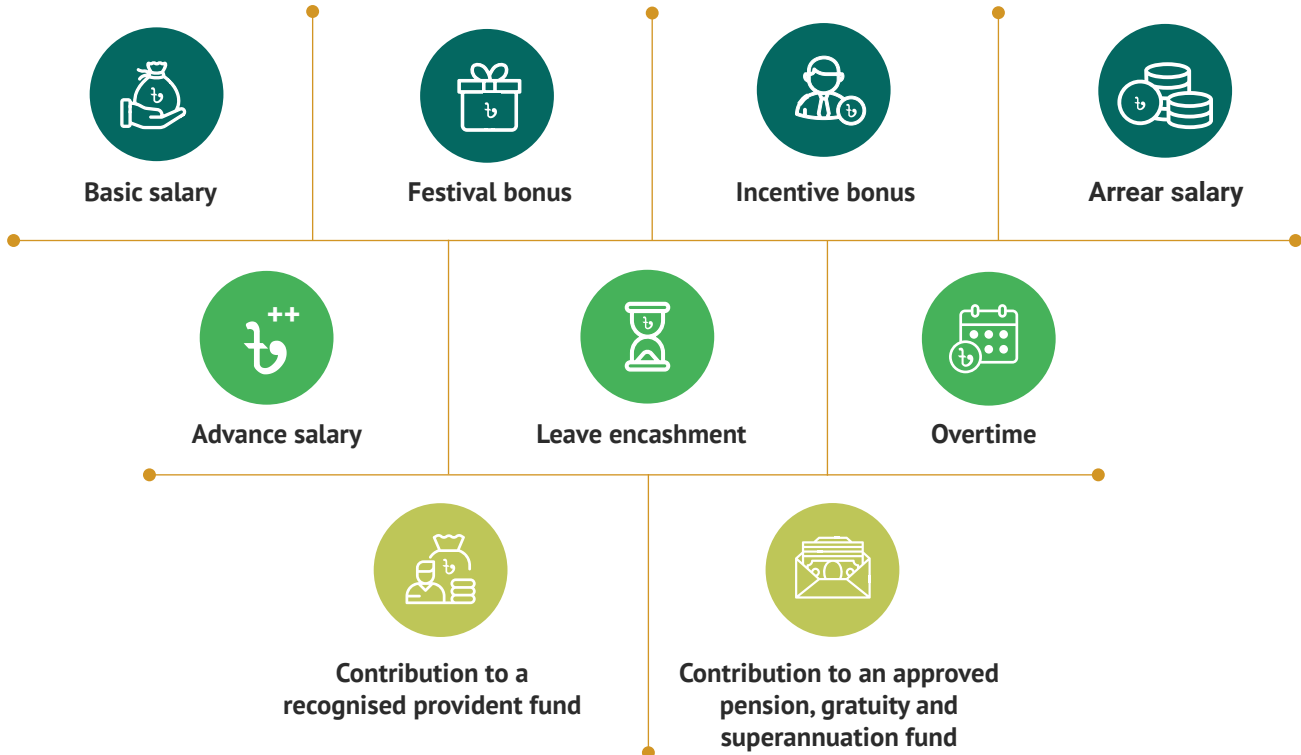 ৳
৳
৳
৳
Basic salary
Festival bonus
Incentive bonus
Arrear salary
৳++
৳
৳
Advance salary
Leave encashment
Overtime
৳
Contribution to a
recognised provident fund
Contribution to an approved
pension, gratuity and
superannuation fund